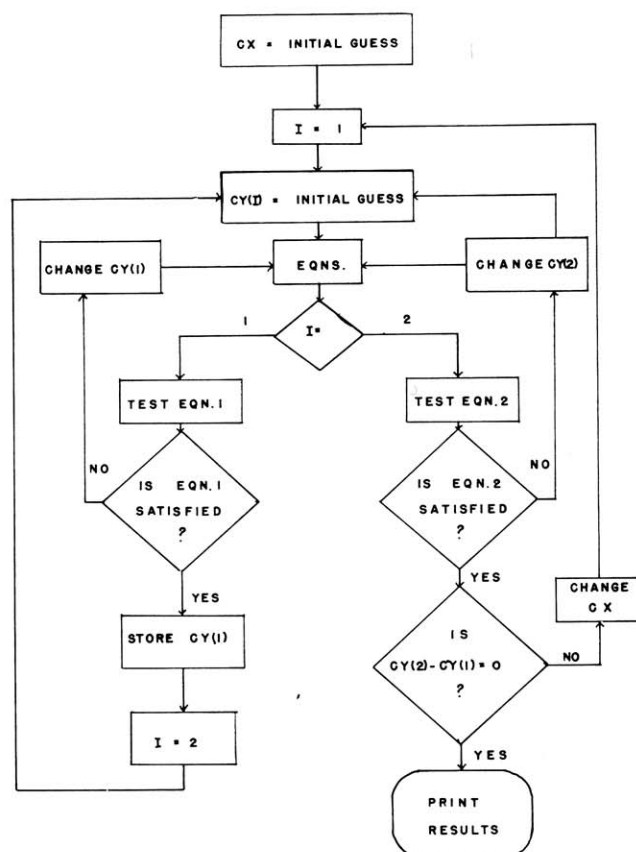 CX = INITIAL GUESS
I = 1
CY(I) = INITIAL GUESS
CHANGE CY(1)
EQNS.
CHANGE CY(2)
1
I=
2
TEST EQN.1
TEST EQN.2
NO
IS EQN.1
SATISFIED
?
IS EQN.2
SATISFIED
?
NO
YES
YES
STORE CY(1)
IS
CY(2)-CY(1)=0
?
NO
CHANGE
CX
I = 2
YES
PRINT
RESULTS